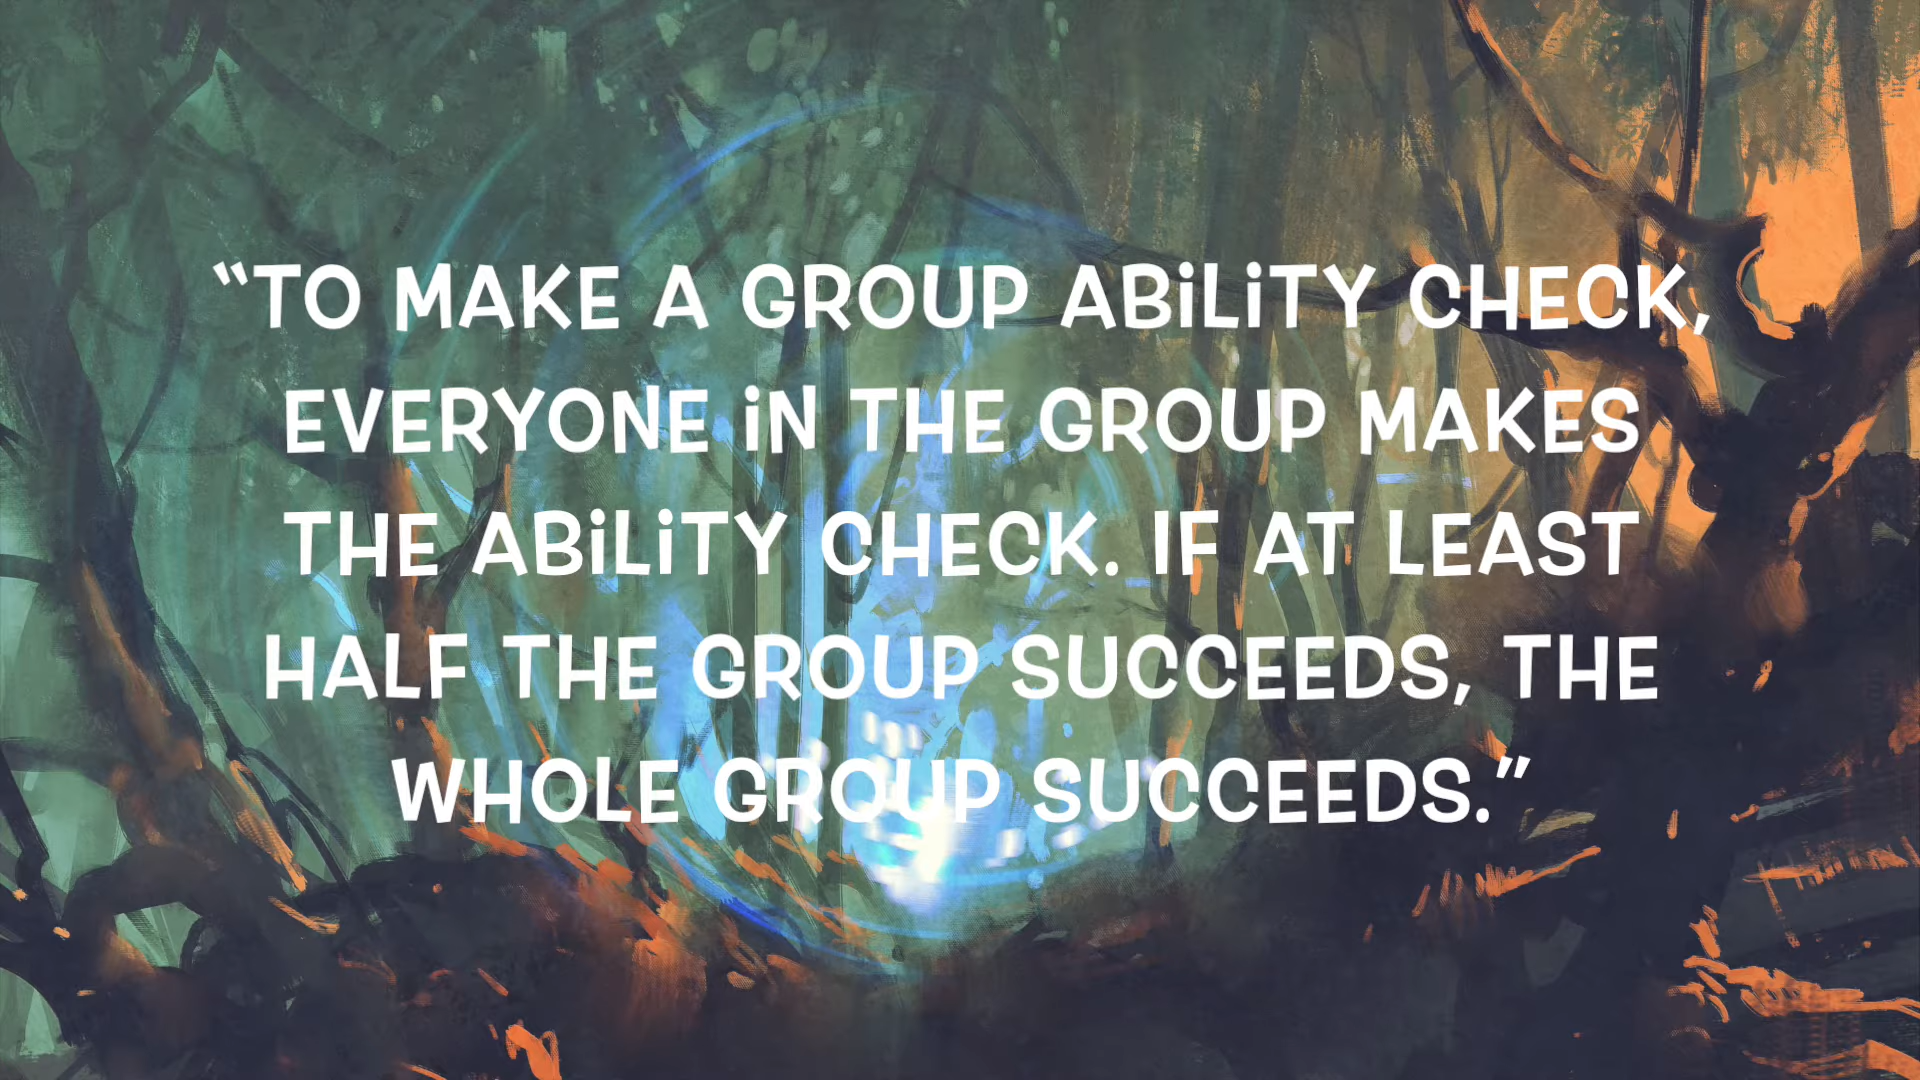 “TO MAKE A GROUP ABiLiTY CHECK,
EVERYONE iN THE GROUP MAKES
THE ABiLiTY CHECK. IF AT LEAST
HALF THE GROUP SUCCEEDS, THE
WHOLE GROUP SUCCEEDS.”